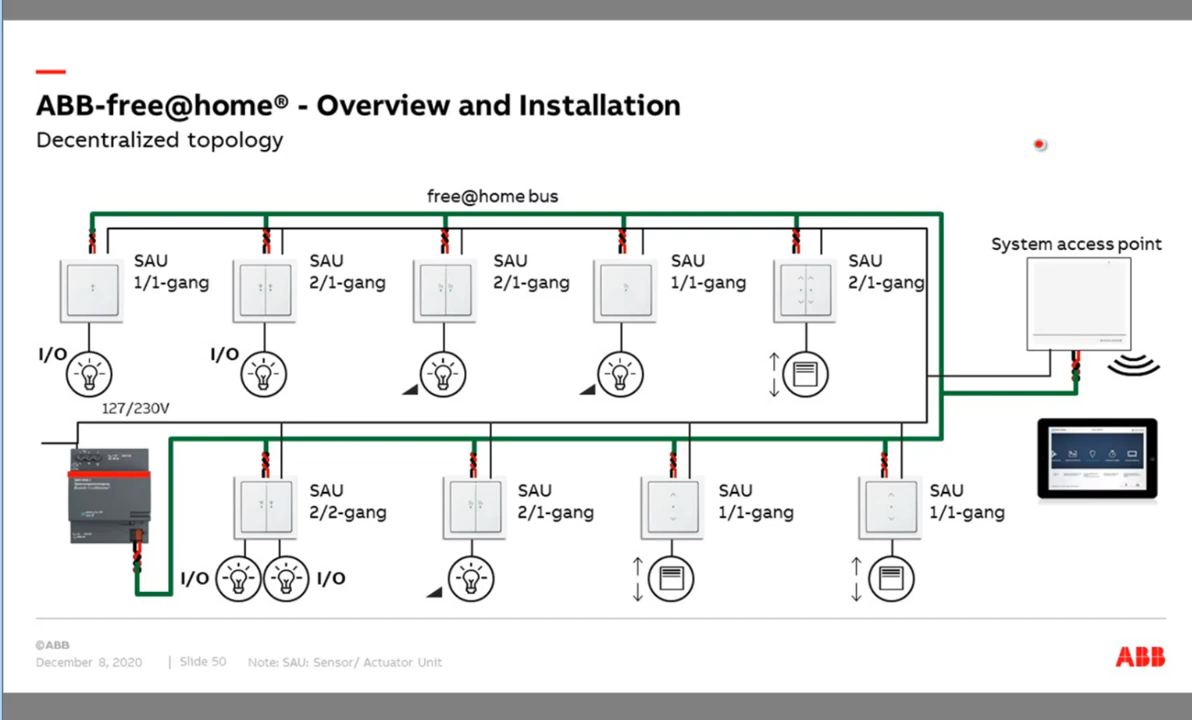 ABB-free@home® - Overview and Installation
Decentralized topology
free@home bus
System access point
SAU
1/1-gang
SAU
2/1-gang
SAU
2/1-gang
SAU
1/1-gang
SAU
2/1-gang
I/O
I/O
127/230V
SAU
2/2-gang
SAU
2/1-gang
SAU
1/1-gang
SAU
1/1-gang
I/O
I/O
©ABB
December 8, 2020 | Slide 50 Note: SAU: Sensor/ Actuator Unit
ABB